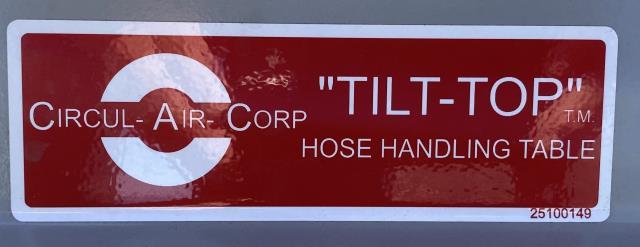 CIRCUL- AIR- CORP
"TILT-TOP" T.M.
HOSE HANDLING TABLE
25100149